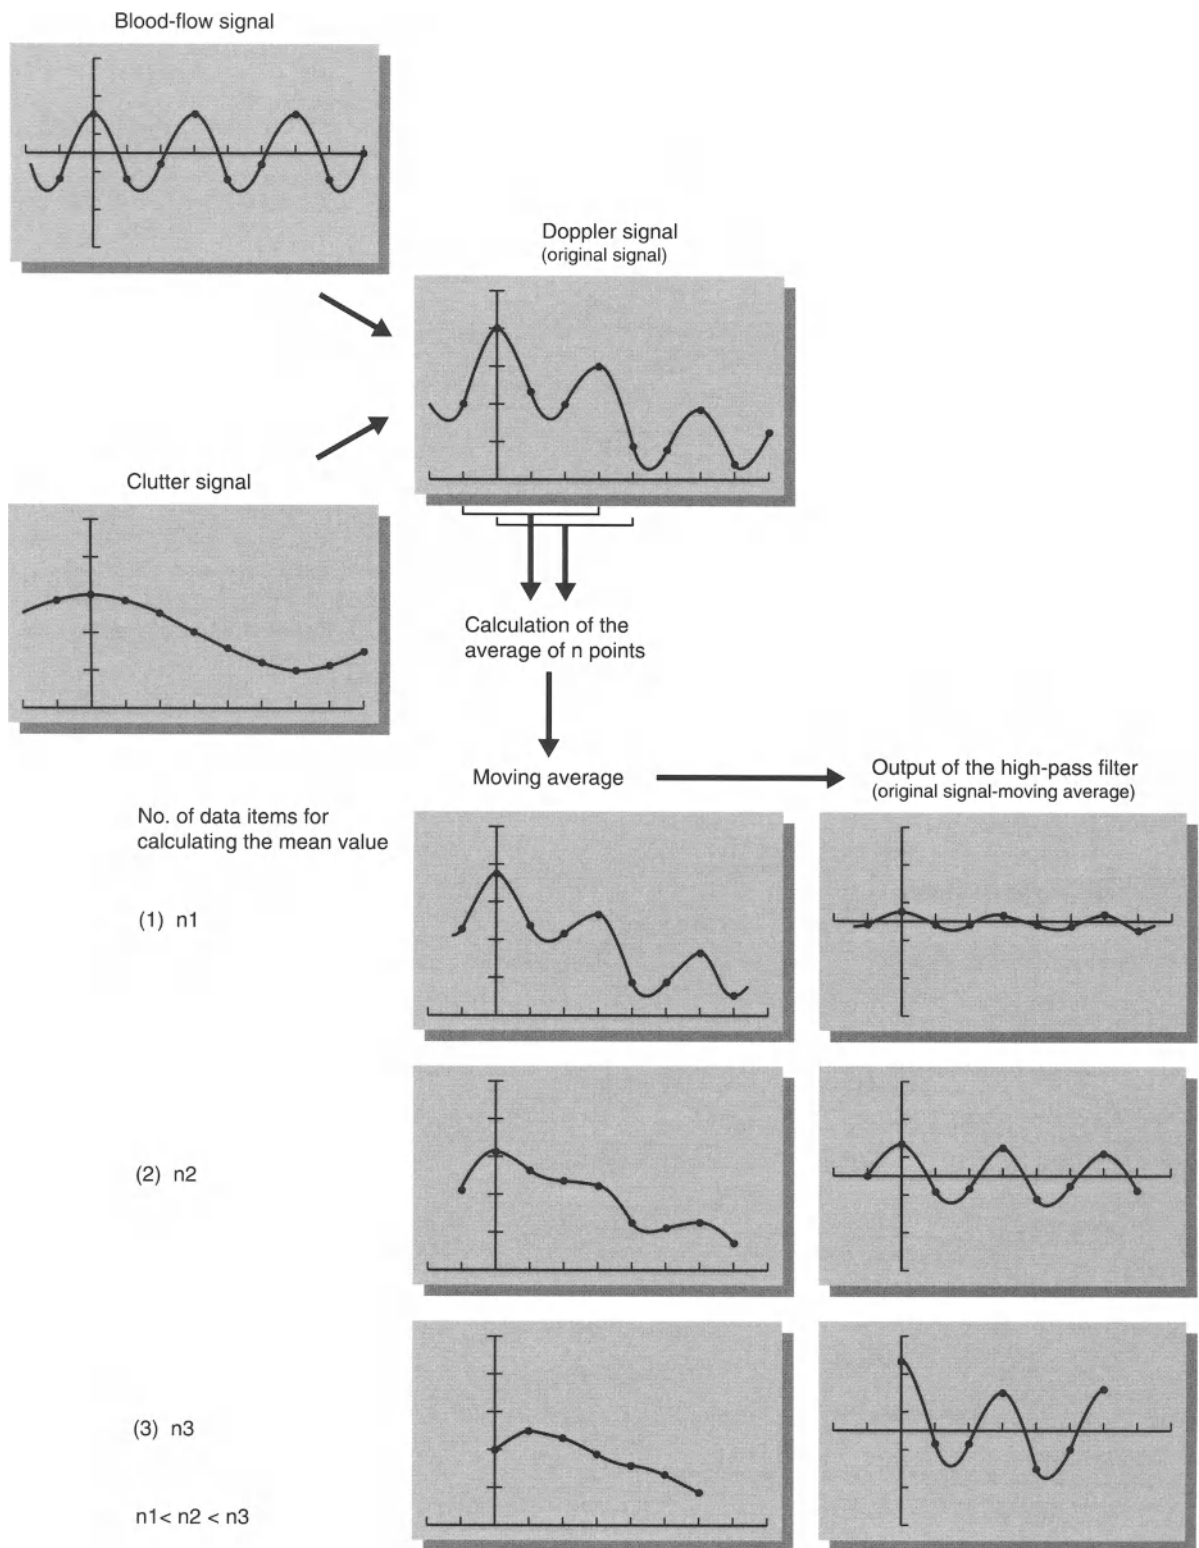 Blood-flow signal
Doppler signal
(original signal)
Clutter signal
Calculation of the
average of n points
Moving average
Output of the high-pass filter
(original signal-moving average)
No. of data items for
calculating the mean value
(1) n1
(2) n2
(3) n3
n1< n2 < n3